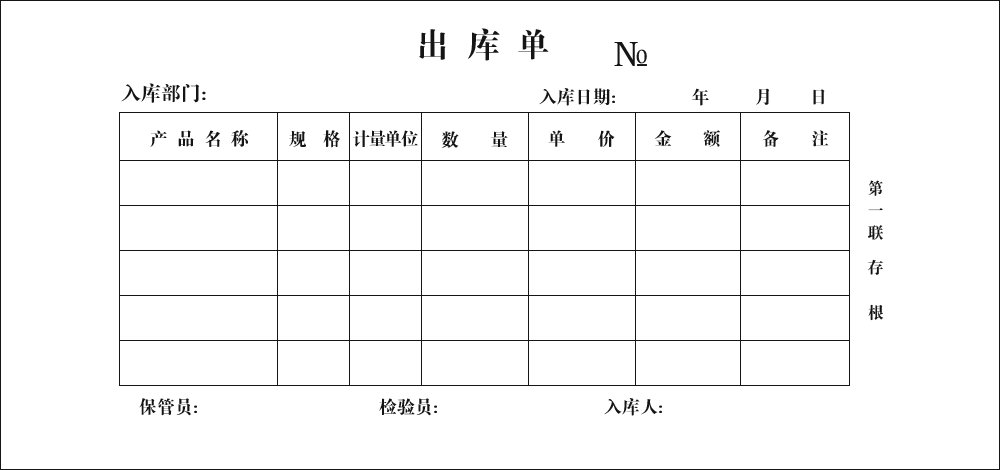 出 库 单 №
入库部门: 入库日期: 年 月 日
产 品 名 称 规 格 计量单位 数 量 单 价 金 额 备 注
第一联 存根
保管员: 检验员: 入库人: